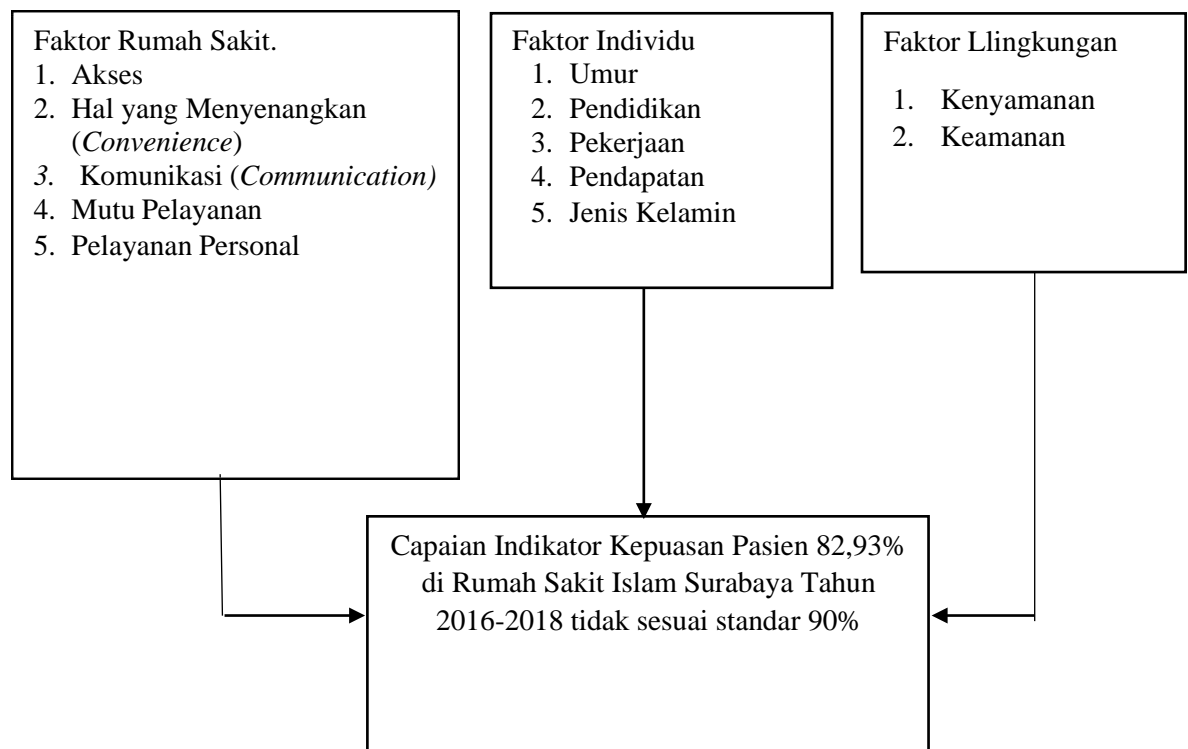 Faktor Rumah Sakit.
1. Akses
2. Hal yang Menyenangkan
(Convenience)
3. Komunikasi (Communication)
4. Mutu Pelayanan
5. Pelayanan Personal
Faktor Individu
1. Umur
2. Pendidikan
3. Pekerjaan
4. Pendapatan
5. Jenis Kelamin
Faktor Llingkungan
1. Kenyamanan
2. Keamanan
Capaian Indikator Kepuasan Pasien 82,93%
di Rumah Sakit Islam Surabaya Tahun
2016-2018 tidak sesuai standar 90%